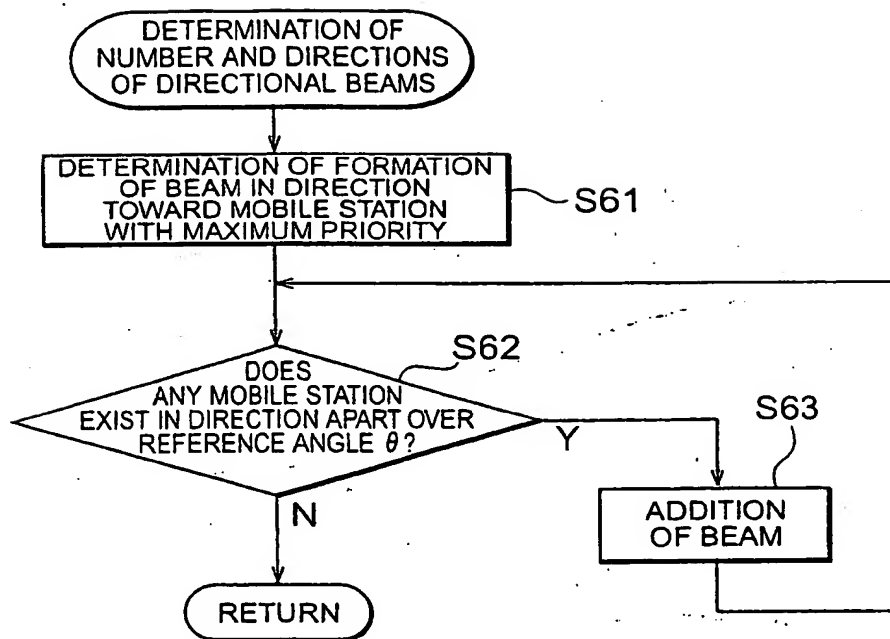 DETERMINATION OF
NUMBER AND DIRECTIONS
OF DIRECTIONAL BEAMS
DETERMINATION OF FORMATION
OF BEAM IN DIRECTION
TOWARD MOBILE STATION
WITH MAXIMUM PRIORITY
S61
S62
DOES
ANY MOBILE STATION
EXIST IN DIRECTION APART OVER
REFERENCE ANGLE θ?
Y
N
S63
ADDITION
OF BEAM
RETURN